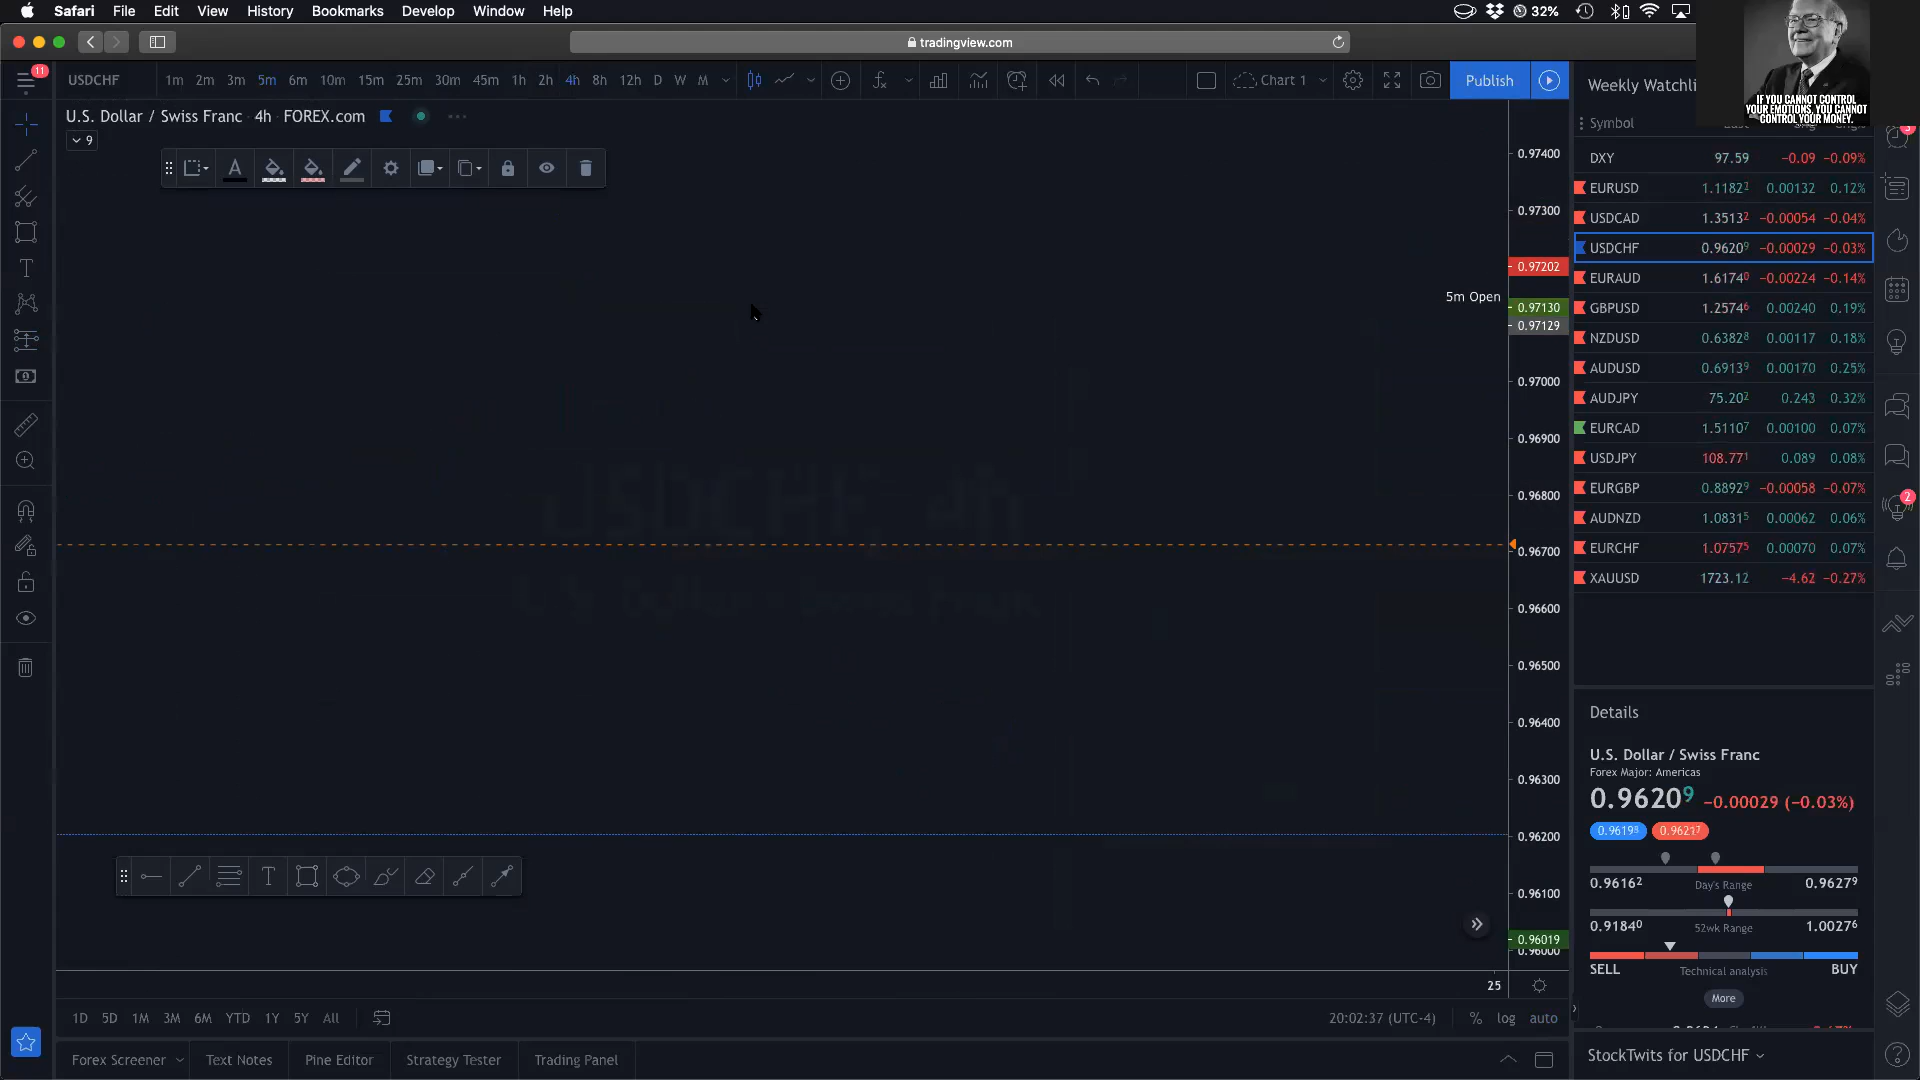 Safari File Edit View History Bookmarks Develop Window Help 32%
tradingview.com
11
USDCHF 1m 2m 3m 5m 6m 10m 15m 25m 30m 45m 1h 2h 4h 8h 12h D W M Chart 1 Publish
Weekly Watchli
IF YOU CANNOT CONTROL
YOUR EMOTIONS, YOU CANNOT
CONTROL YOUR MONEY.
U.S. Dollar / Swiss Franc · 4h · FOREX.com
9
Symbol
DXY 97.59 −0.09 −0.09%
EURUSD 1.11827 0.00132 0.12%
USDCAD 1.35132 −0.00054 −0.04%
USDCHF 0.96209 −0.00029 −0.03%
EURAUD 1.61740 −0.00224 −0.14%
GBPUSD 1.25746 0.00240 0.19%
NZDUSD 0.63828 0.00117 0.18%
AUDUSD 0.69139 0.00170 0.25%
AUDJPY 75.202 0.243 0.32%
EURCAD 1.51107 0.00100 0.07%
USDJPY 108.771 0.089 0.08%
EURGBP 0.88929 −0.00058 −0.07%
AUDNZD 1.08315 0.00062 0.06%
EURCHF 1.07575 0.00070 0.07%
XAUUSD 1723.12 −4.62 −0.27%
3
2
0.97400
0.97300
0.97202
5m Open
0.97130
0.97129
0.97000
0.96900
0.96800
0.96700
0.96600
0.96500
0.96400
0.96300
0.96200
0.96100
0.96019
0.96000
USDCHF, 4h
U.S. Dollar / Swiss Franc
25
Details
U.S. Dollar / Swiss Franc
Forex Major: Americas
0.96209 −0.00029 (−0.03%)
0.96195 0.96217
0.96162 Day's Range 0.96279
0.91840 52wk Range 1.00276
SELL Technical analysis BUY
More
1D 5D 1M 3M 6M YTD 1Y 5Y All
20:02:37 (UTC-4) % log auto
Forex Screener Text Notes Pine Editor Strategy Tester Trading Panel
StockTwits for USDCHF